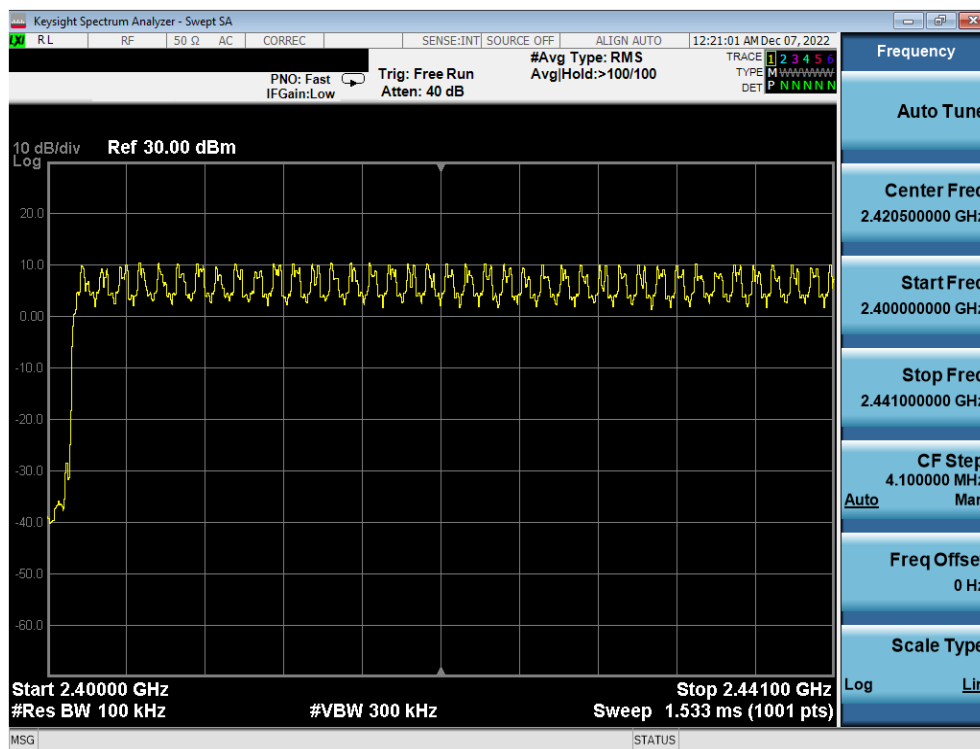 Keysight Spectrum Analyzer - Swept SA
LXI RL RF 50 Ω AC CORREC SENSE:INT SOURCE OFF ALIGN AUTO 12:21:01 AM Dec 07, 2022
PNO: Fast
IFGain:Low
Trig: Free Run
Atten: 40 dB
#Avg Type: RMS
Avg|Hold:>100/100
TRACE 1 2 3 4 5 6
TYPE M WWWWW
DET P N N N N N
10 dB/div Ref 30.00 dBm
Log
20.0
10.0
0.00
-10.0
-20.0
-30.0
-40.0
-50.0
-60.0
Start 2.40000 GHz Stop 2.44100 GHz
#Res BW 100 kHz #VBW 300 kHz Sweep 1.533 ms (1001 pts)
MSG STATUS
Frequency
Auto Tune
Center Freq
2.420500000 GHz
Start Freq
2.400000000 GHz
Stop Freq
2.441000000 GHz
CF Step
4.100000 MHz
Auto Man
Freq Offse
0 Hz
Scale Type
Log Lin